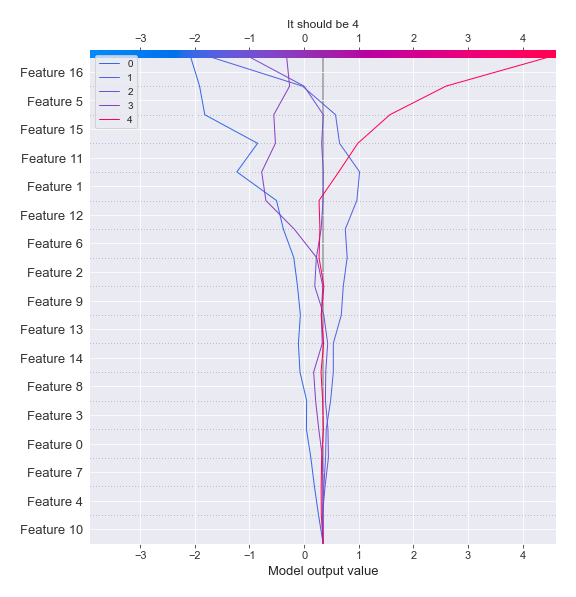 It should be 4
−3 −2 −1 0 1 2 3 4
0
1
2
3
4
Feature 16
Feature 5
Feature 15
Feature 11
Feature 1
Feature 12
Feature 6
Feature 2
Feature 9
Feature 13
Feature 14
Feature 8
Feature 3
Feature 0
Feature 7
Feature 4
Feature 10
−3 −2 −1 0 1 2 3 4
Model output value